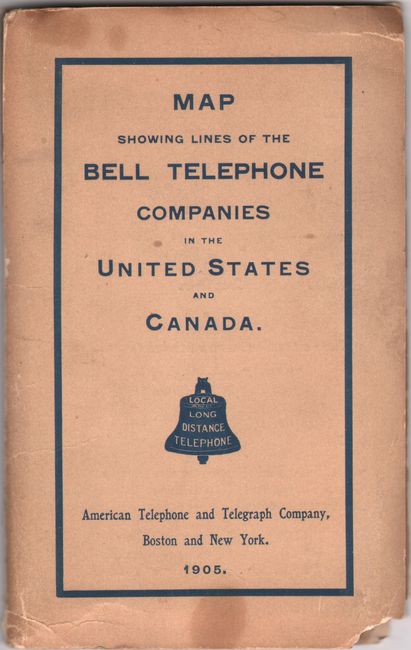 MAP
SHOWING LINES OF THE
BELL TELEPHONE
COMPANIES
IN THE
UNITED STATES
AND
CANADA.
LOCAL
LONG
DISTANCE
TELEPHONE
American Telephone and Telegraph Company,
Boston and New York.
1905.